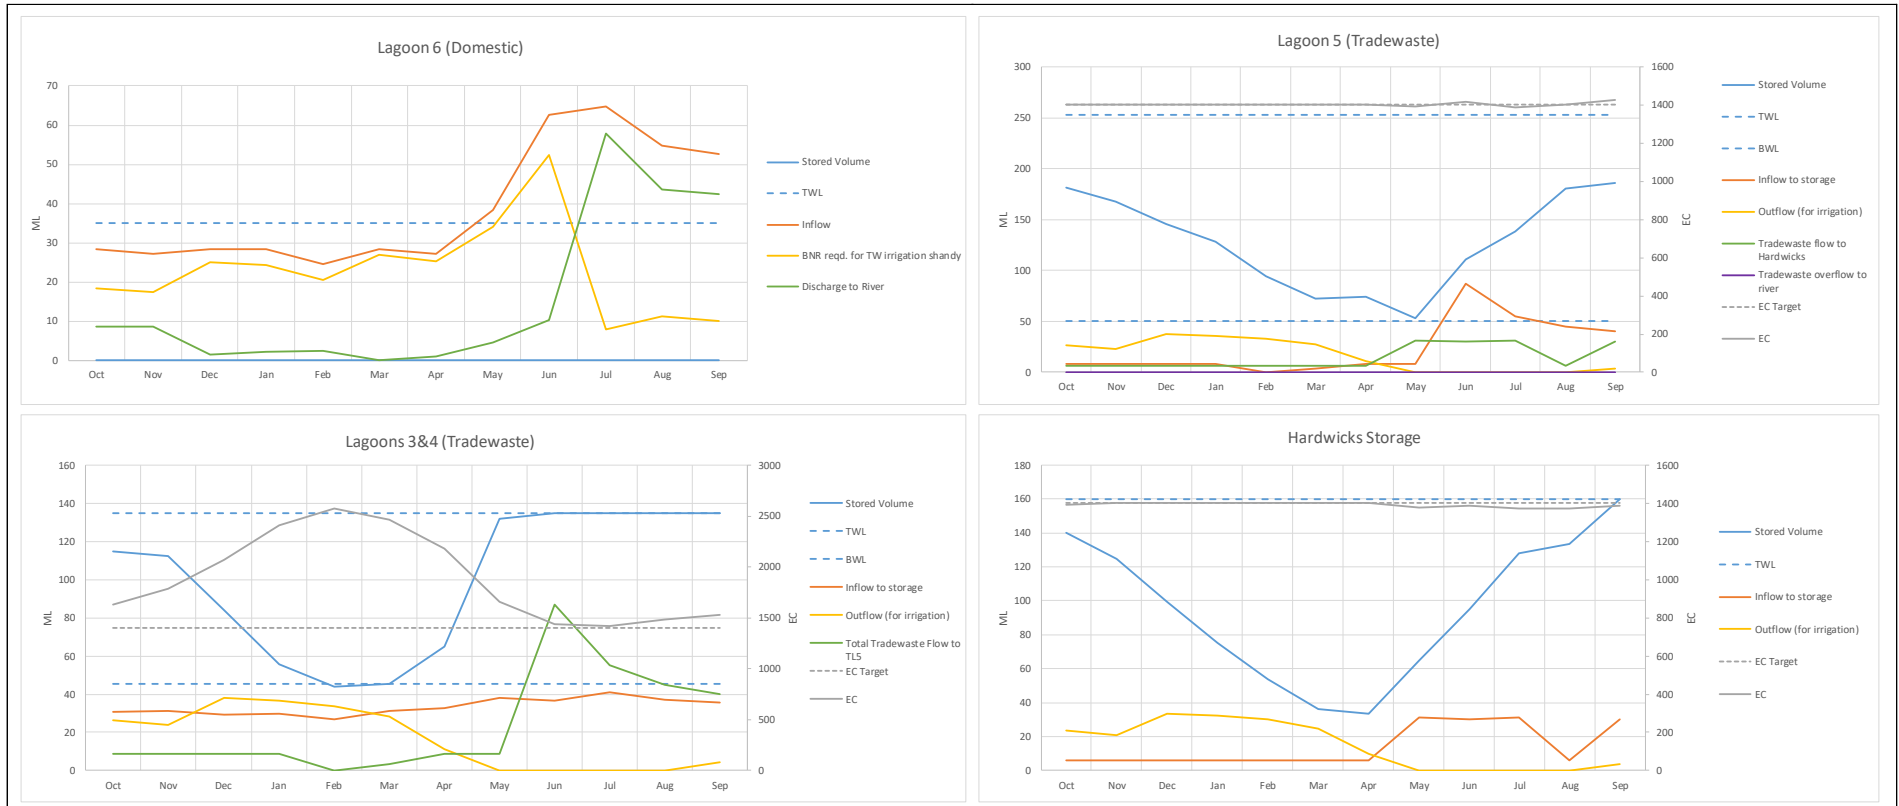 Lagoon 6 (Domestic)
70
60
50
40
30
20
10
0
ML
Oct Nov Dec Jan Feb Mar Apr May Jun Jul Aug Sep
Stored Volume
TWL
Inflow
BNR reqd. for TW irrigation shandy
Discharge to River
Lagoon 5 (Tradewaste)
300
250
200
150
100
50
0
ML
1600
1400
1200
1000
800
600
400
200
0
EC
Oct Nov Dec Jan Feb Mar Apr May Jun Jul Aug Sep
Stored Volume
TWL
BWL
Inflow to storage
Outflow (for irrigation)
Tradewaste flow to
Hardwicks
Tradewaste overflow to
river
EC Target
EC
Lagoons 3&4 (Tradewaste)
160
140
120
100
80
60
40
20
0
ML
3000
2500
2000
1500
1000
500
0
EC
Oct Nov Dec Jan Feb Mar Apr May Jun Jul Aug Sep
Stored Volume
TWL
BWL
Inflow to storage
Outflow (for irrigation)
Total Tradewaste Flow to
TL5
EC Target
EC
Hardwicks Storage
180
160
140
120
100
80
60
40
20
0
ML
1600
1400
1200
1000
800
600
400
200
0
EC
Oct Nov Dec Jan Feb Mar Apr May Jun Jul Aug Sep
Stored Volume
TWL
Inflow to storage
Outflow (for irrigation)
EC Target
EC